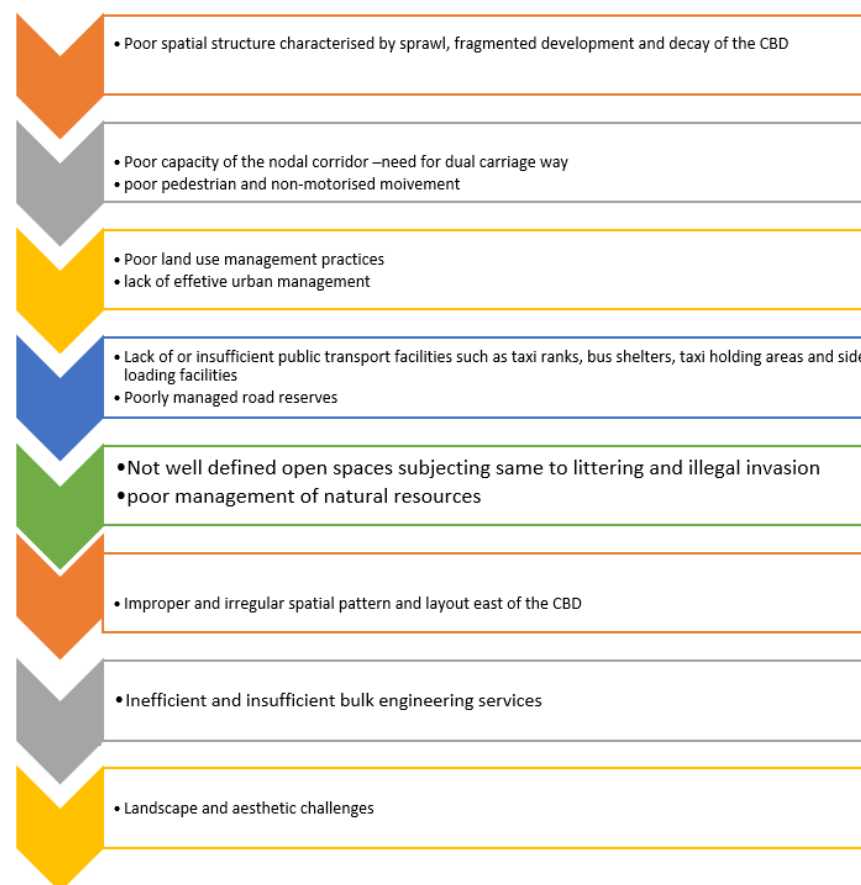 • Poor spatial structure characterised by sprawl, fragmented development and decay of the CBD
• Poor capacity of the nodal corridor –need for dual carriage way
• poor pedestrian and non-motorised moivement
• Poor land use management practices
• lack of effetive urban management
• Lack of or insufficient public transport facilities such as taxi ranks, bus shelters, taxi holding areas and side
loading facilities
• Poorly managed road reserves
•Not well defined open spaces subjecting same to littering and illegal invasion
•poor management of natural resources
• Improper and irregular spatial pattern and layout east of the CBD
•Inefficient and insufficient bulk engineering services
• Landscape and aesthetic challenges